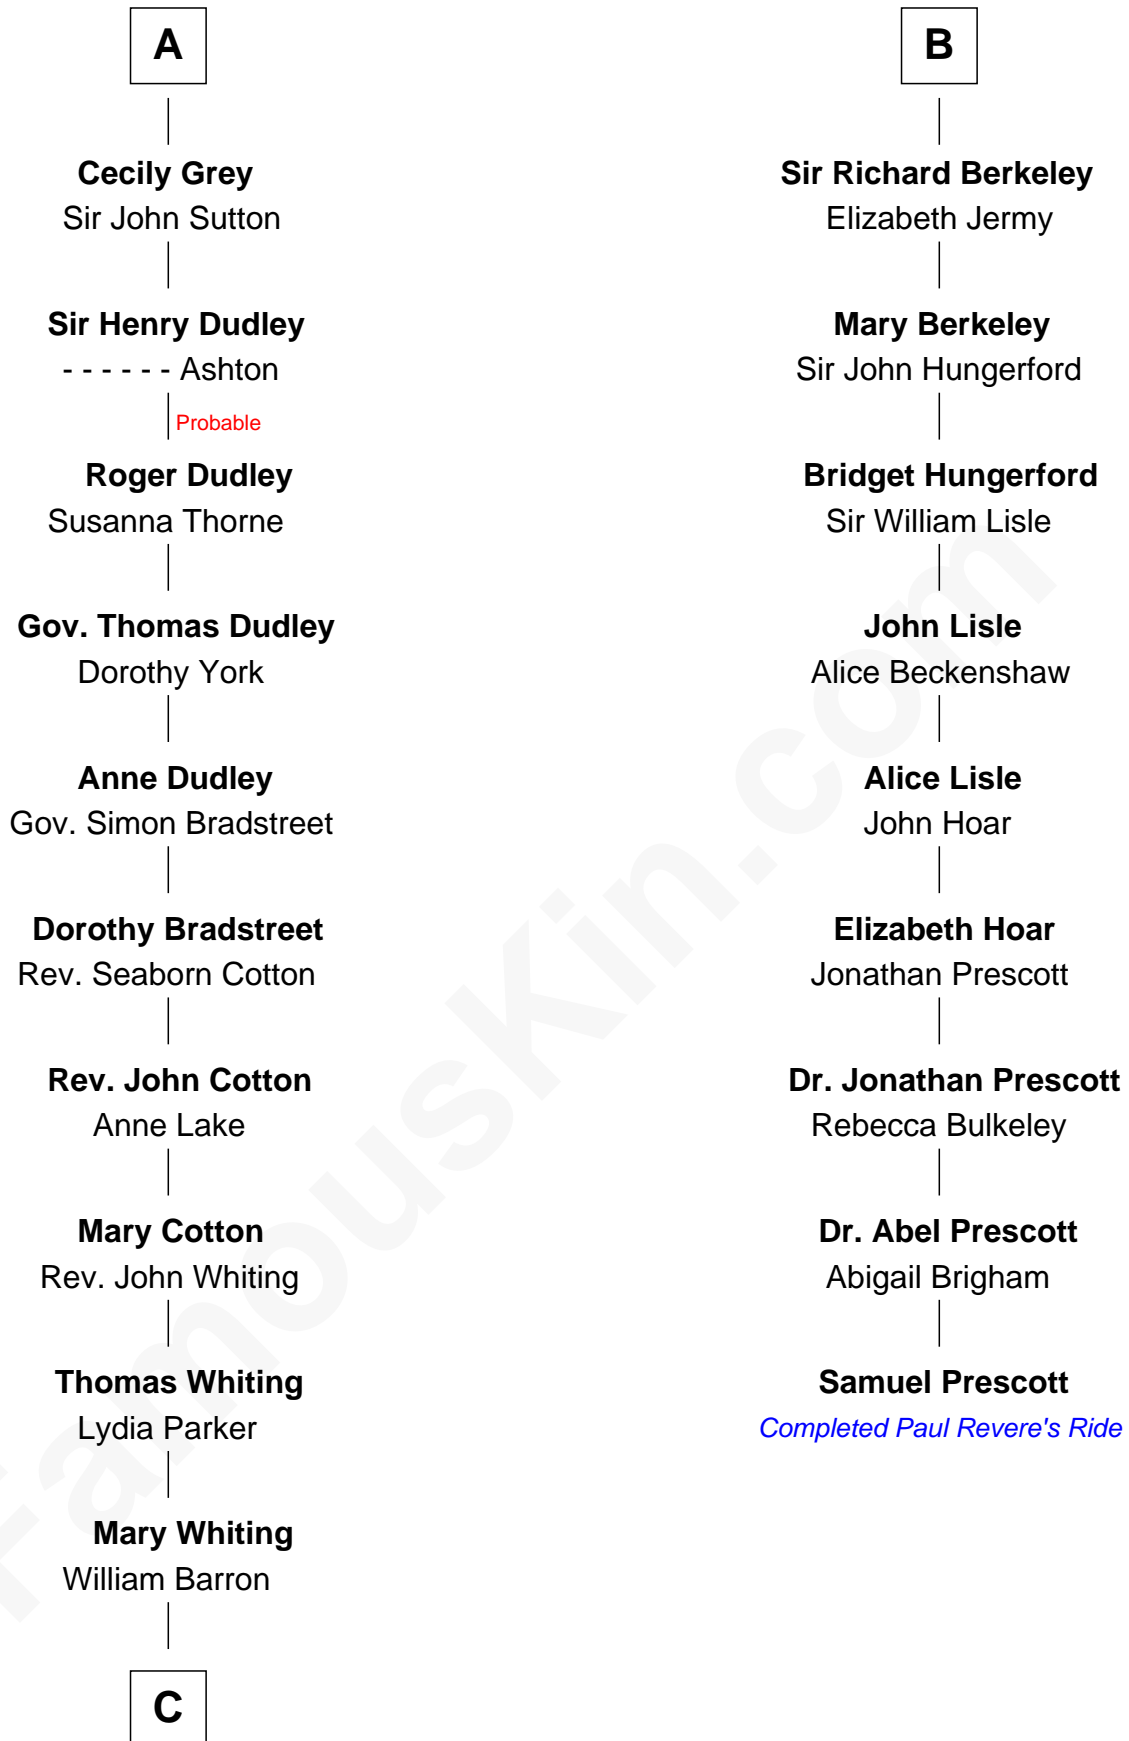 A
Cecily Grey
Sir John Sutton
Sir Henry Dudley
- - - - - - Ashton
Probable
Roger Dudley
Susanna Thorne
Gov. Thomas Dudley
Dorothy York
Anne Dudley
Gov. Simon Bradstreet
Dorothy Bradstreet
Rev. Seaborn Cotton
Rev. John Cotton
Anne Lake
Mary Cotton
Rev. John Whiting
Thomas Whiting
Lydia Parker
Mary Whiting
William Barron
C
B
Sir Richard Berkeley
Elizabeth Jermy
Mary Berkeley
Sir John Hungerford
Bridget Hungerford
Sir William Lisle
John Lisle
Alice Beckenshaw
Alice Lisle
John Hoar
Elizabeth Hoar
Jonathan Prescott
Dr. Jonathan Prescott
Rebecca Bulkeley
Dr. Abel Prescott
Abigail Brigham
Samuel Prescott
Completed Paul Revere's Ride
FamousKin.com